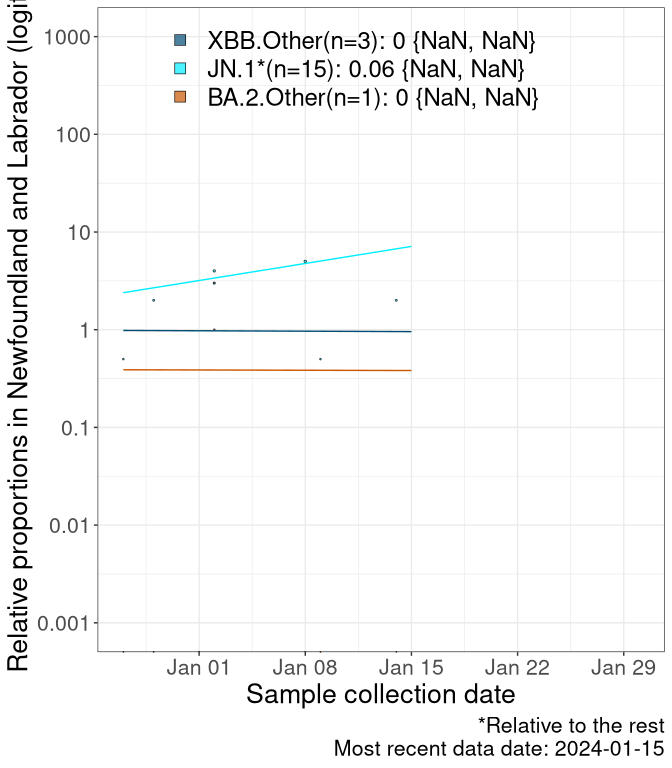 XBB.Other(n=3): 0 {NaN, NaN}
JN.1*(n=15): 0.06 {NaN, NaN}
BA.2.Other(n=1): 0 {NaN, NaN}
Relative proportions in Newfoundland and Labrador (logit
1000
100
10
1
0.1
0.01
0.001
Jan 01 Jan 08 Jan 15 Jan 22 Jan 29
Sample collection date
*Relative to the rest
Most recent data date: 2024-01-15